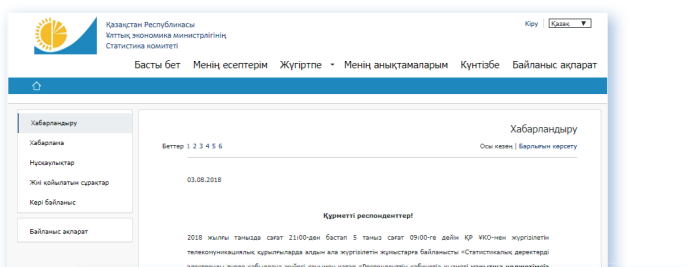 Қазақстан Республикасы
Ұлттық экономика министрлігінің
Статистика комитеті
Кіру | Қазақ ▼
Басты бет Менің есептерім Жүгіртпе Менің анықтамаларым Күнтізбе Байланыс ақпарат
Хабарландыру
Хабарлама
Нұсқаулықтар
Жиі қойылатын сұрақтар
Кері байланыс
Байланыс ақпарат
Хабарландыру
Беттер 1 2 3 4 5 6
Осы кезең | Барлығын көрсету
03.08.2018
Құрметті респонденттер!
2018 жылғы тамызда сағат 21:00-ден бастап 5 тамыз сағат 09:00-ге дейін ҚР ҰКО-мен жүргізілетін
телекоммуникациялық құрылғыларда алдын ала жүргізілетін жұмыстарға байланысты «Статистикалық деректерді